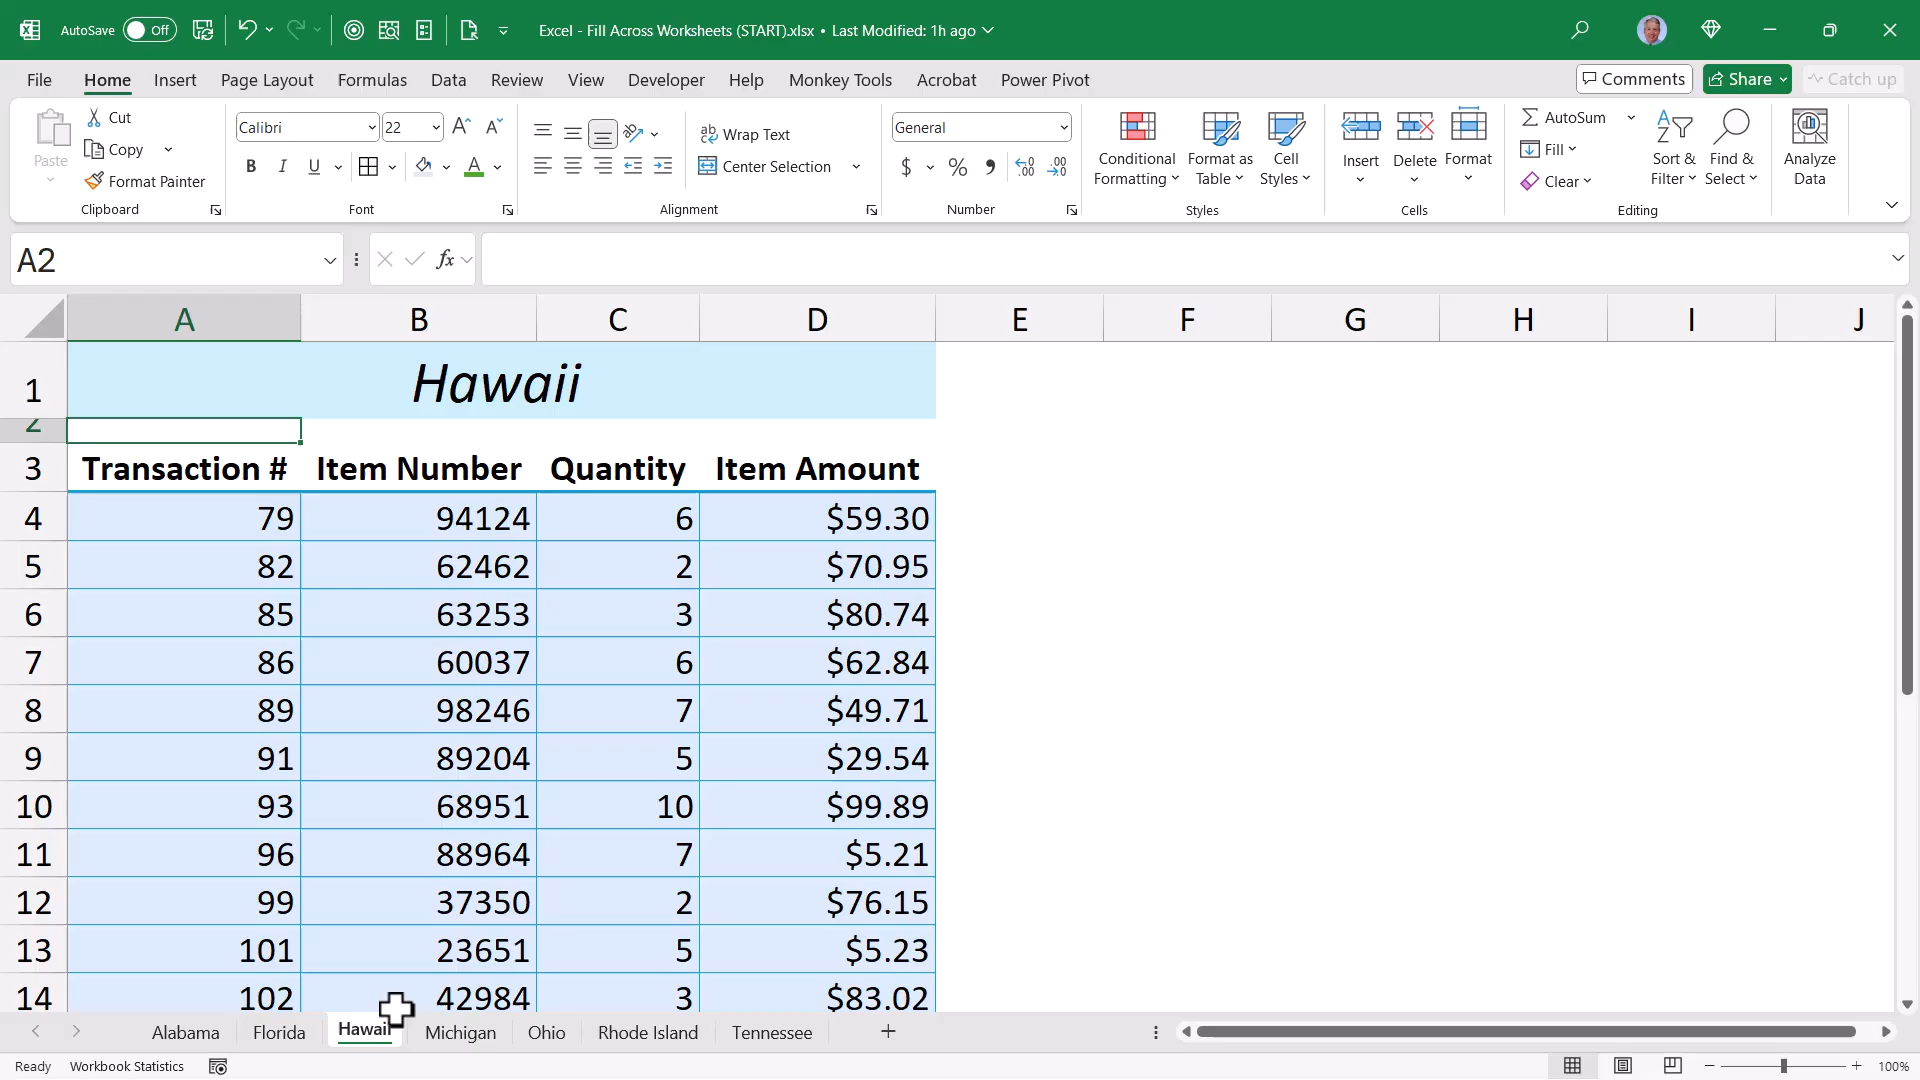 AutoSave Off Excel - Fill Across Worksheets (START).xlsx • Last Modified: 1h ago
File Home Insert Page Layout Formulas Data Review View Developer Help Monkey Tools Acrobat Power Pivot Comments Share Catch up
Paste
Cut
Copy
Format Painter
Clipboard
Calibri 22
B I U A
Font
Wrap Text
Center Selection
Alignment
General
$ % 9 .00 .00
Number
Conditional Formatting
Format as Table
Cell Styles
Styles
Insert Delete Format
Cells
AutoSum
Fill
Clear
Sort & Filter
Find & Select
Editing
Analyze Data
A2 fx
A B C D E F G H I J
1 Hawaii
2
3 Transaction # Item Number Quantity Item Amount
4 79 94124 6 $59.30
5 82 62462 2 $70.95
6 85 63253 3 $80.74
7 86 60037 6 $62.84
8 89 98246 7 $49.71
9 91 89204 5 $29.54
10 93 68951 10 $99.89
11 96 88964 7 $5.21
12 99 37350 2 $76.15
13 101 23651 5 $5.23
14 102 42984 3 $83.02
Alabama Florida Hawaii Michigan Ohio Rhode Island Tennessee
Ready Workbook Statistics 100%